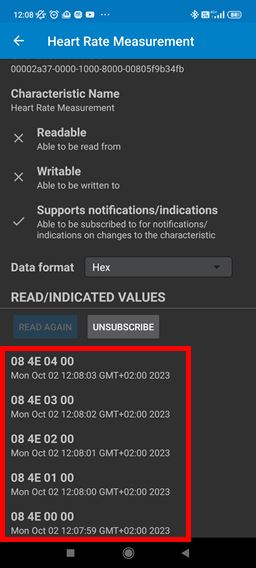 12:08
Heart Rate Measurement
00002a37-0000-1000-8000-00805f9b34fb
Characteristic Name
Heart Rate Measurement
Readable
Able to be read from
Writable
Able to be written to
Supports notifications/indications
Able to be subscribed to for notifications/
indications on changes to the characteristic
Data format Hex
READ/INDICATED VALUES
READ AGAIN UNSUBSCRIBE
08 4E 04 00
Mon Oct 02 12:08:03 GMT+02:00 2023
08 4E 03 00
Mon Oct 02 12:08:02 GMT+02:00 2023
08 4E 02 00
Mon Oct 02 12:08:01 GMT+02:00 2023
08 4E 01 00
Mon Oct 02 12:08:00 GMT+02:00 2023
08 4E 00 00
Mon Oct 02 12:07:59 GMT+02:00 2023